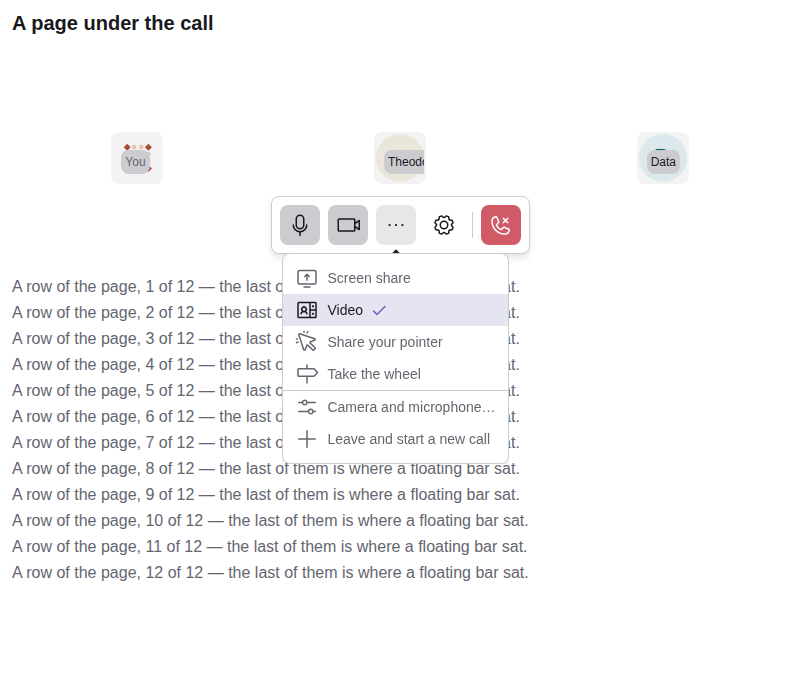 A page under the call
You
Theod
Data
Screen share
Video
Share your pointer
Take the wheel
Camera and microphone…
Leave and start a new call
A row of the page, 1 of 12 — the last o t.
A row of the page, 2 of 12 — the last o t.
A row of the page, 3 of 12 — the last o t.
A row of the page, 4 of 12 — the last o t.
A row of the page, 5 of 12 — the last o t.
A row of the page, 6 of 12 — the last o t.
A row of the page, 7 of 12 — the last o t.
A row of the page, 8 of 12 — the last of them is where a floating bar sat.
A row of the page, 9 of 12 — the last of them is where a floating bar sat.
A row of the page, 10 of 12 — the last of them is where a floating bar sat.
A row of the page, 11 of 12 — the last of them is where a floating bar sat.
A row of the page, 12 of 12 — the last of them is where a floating bar sat.